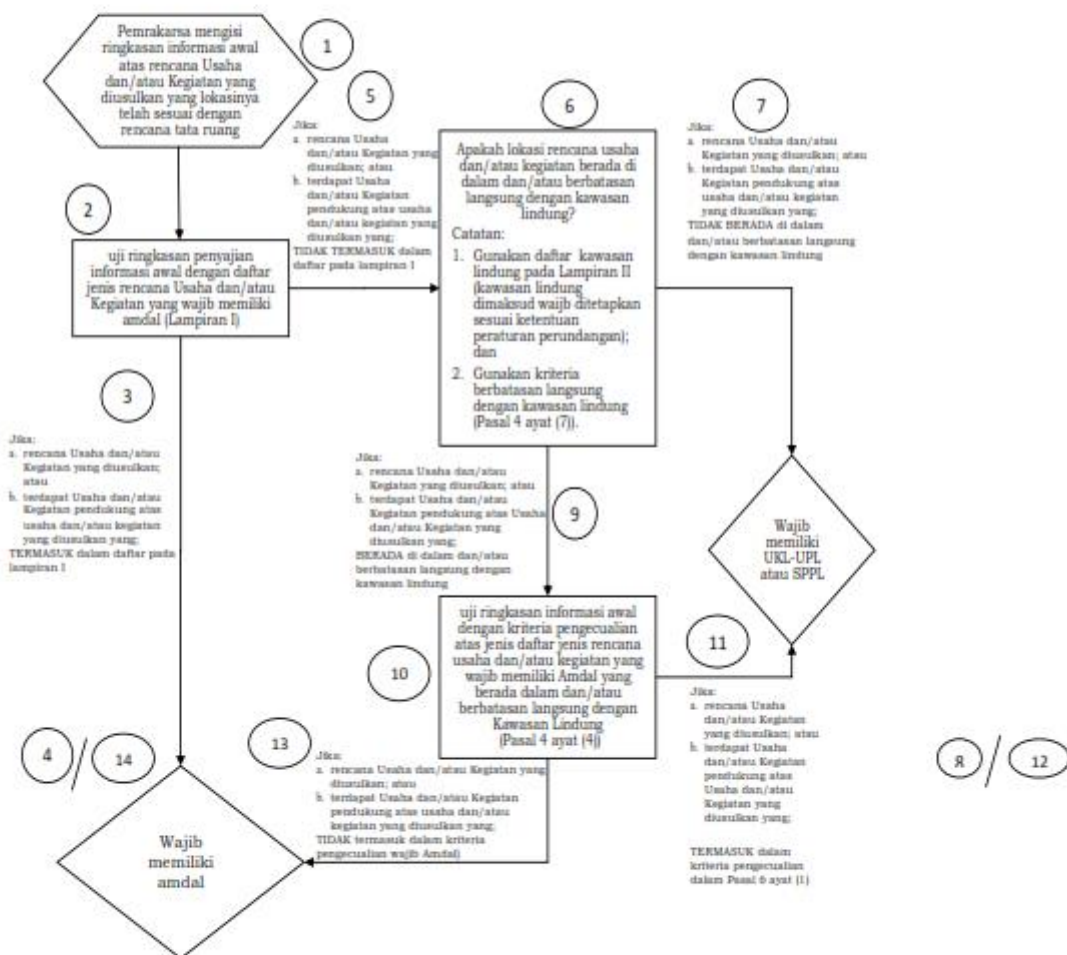 Pemrakarsa mengisi
ringkasan informasi awal
atas rencana Usaha
dan/atau Kegiatan yang
diusulkan yang lokasinya
telah sesuai dengan
rencana tata ruang
1
2
uji ringkasan penyajian
informasi awal dengan daftar
jenis rencana Usaha dan/atau
Kegiatan yang wajib memiliki
amdal (Lampiran I)
3
Jika:
a. rencana Usaha dan/atau
Kegiatan yang diusulkan;
atau
b. terdapat Usaha dan/atau
Kegiatan pendukung atas
usaha dan/atau kegiatan
yang diusulkan yang;
TERMASUK dalam daftar pada
lampiran I
4
/
14
Wajib
memiliki
amdal
5
Jika:
a. rencana Usaha
dan/atau Kegiatan yang
diusulkan; atau
b. terdapat Usaha
dan/atau Kegiatan
pendukung atas usaha
dan/atau kegiatan yang
diusulkan yang;
TIDAK TERMASUK dalam
daftar pada lampiran I
6
Apakah lokasi rencana usaha
dan/atau kegiatan berada di
dalam dan/atau berbatasan
langsung dengan kawasan
lindung?
Catatan:
1. Gunakan daftar kawasan
lindung pada Lampiran II
(kawasan lindung
dimaksud waijb ditetapkan
sesuai ketentuan
peraturan perundangan);
dan
2. Gunakan kriteria
berbatasan langsung
dengan kawasan lindung
(Pasal 4 ayat (7)).
7
Jika:
a. rencana Usaha dan/atau
Kegiatan yang diusulkan; atau
b. terdapat Usaha dan/atau
Kegiatan pendukung atas
usaha dan/atau kegiatan
yang diusulkan yang;
TIDAK BERADA di dalam
dan/atau berbatasan langsung
dengan kawasan lindung
Wajib
memiliki
UKL-UPL
atau SPPL
Jika:
a. rencana Usaha dan/atau
Kegiatan yang diusulkan; atau
b. terdapat Usaha dan/atau
Kegiatan pendukung atas Usaha
dan/atau Kegiatan yang
diusulkan yang;
BERADA di dalam dan/atau
berbatasan langsung dengan
kawasan lindung
9
10
uji ringkasan informasi awal
dengan kriteria pengecualian
atas jenis daftar jenis rencana
usaha dan/atau kegiatan yang
wajib memiliki Amdal yang
berada dalam dan/atau
berbatasan langsung dengan
Kawasan Lindung
(Pasal 4 ayat (4))
11
Jika:
a. rencana Usaha
dan/atau Kegiatan
yang diusulkan; atau
b. terdapat Usaha
dan/atau Kegiatan
pendukung atas
Usaha dan/atau
Kegiatan yang
diusulkan yang;
TERMASUK dalam
kriteria pengecualian
dalam Pasal 6 ayat (1)
/
12
13
Jika:
a. rencana Usaha dan/atau Kegiatan yang
diusulkan; atau
b. terdapat Usaha dan/atau Kegiatan
pendukung atas usaha dan/atau
kegiatan yang diusulkan yang;
TIDAK termasuk dalam kriteria
pengecualian wajib Amdal)